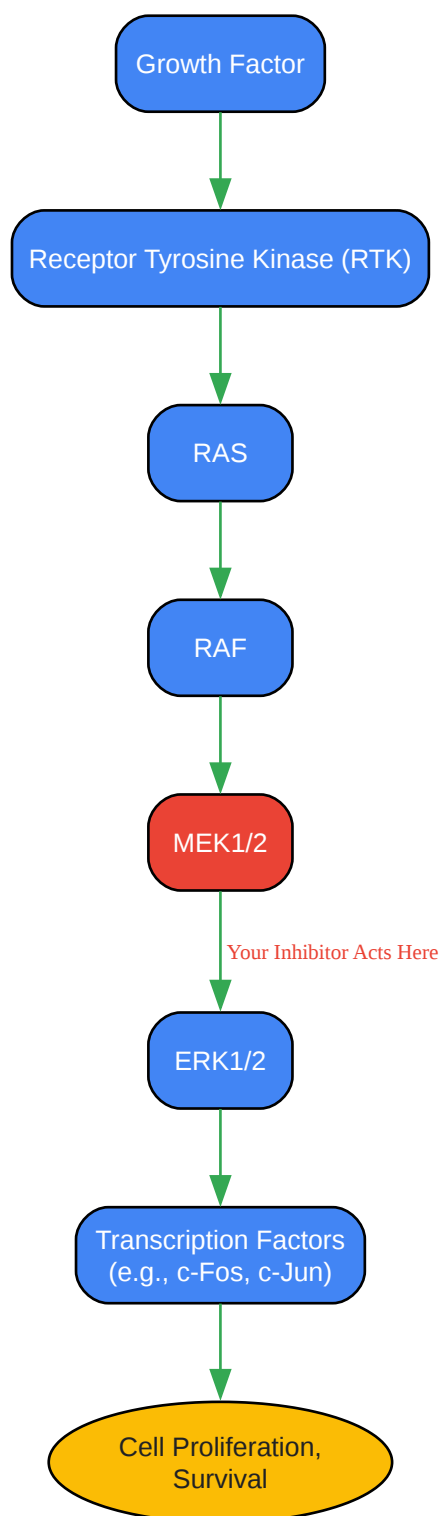 Growth Factor
Receptor Tyrosine Kinase (RTK)
RAS
RAF
MEK1/2
Your Inhibitor Acts Here
ERK1/2
Transcription Factors
(e.g., c-Fos, c-Jun)
Cell Proliferation,
Survival